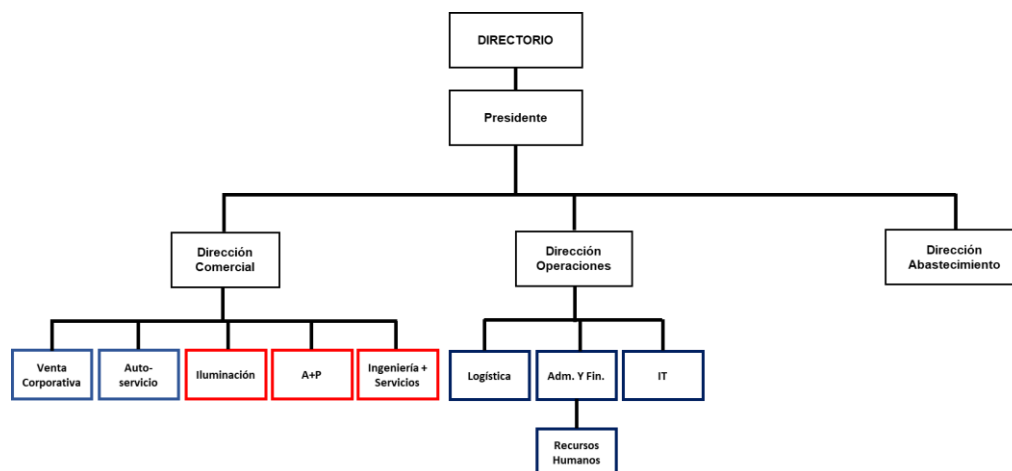 DIRECTORIO
Presidente
Dirección
Comercial
Dirección
Operaciones
Dirección
Abastecimiento
Venta
Corporativa
Auto-
servicio
Iluminación
A+P
Ingeniería +
Servicios
Logística
Adm. Y Fin.
IT
Recursos
Humanos